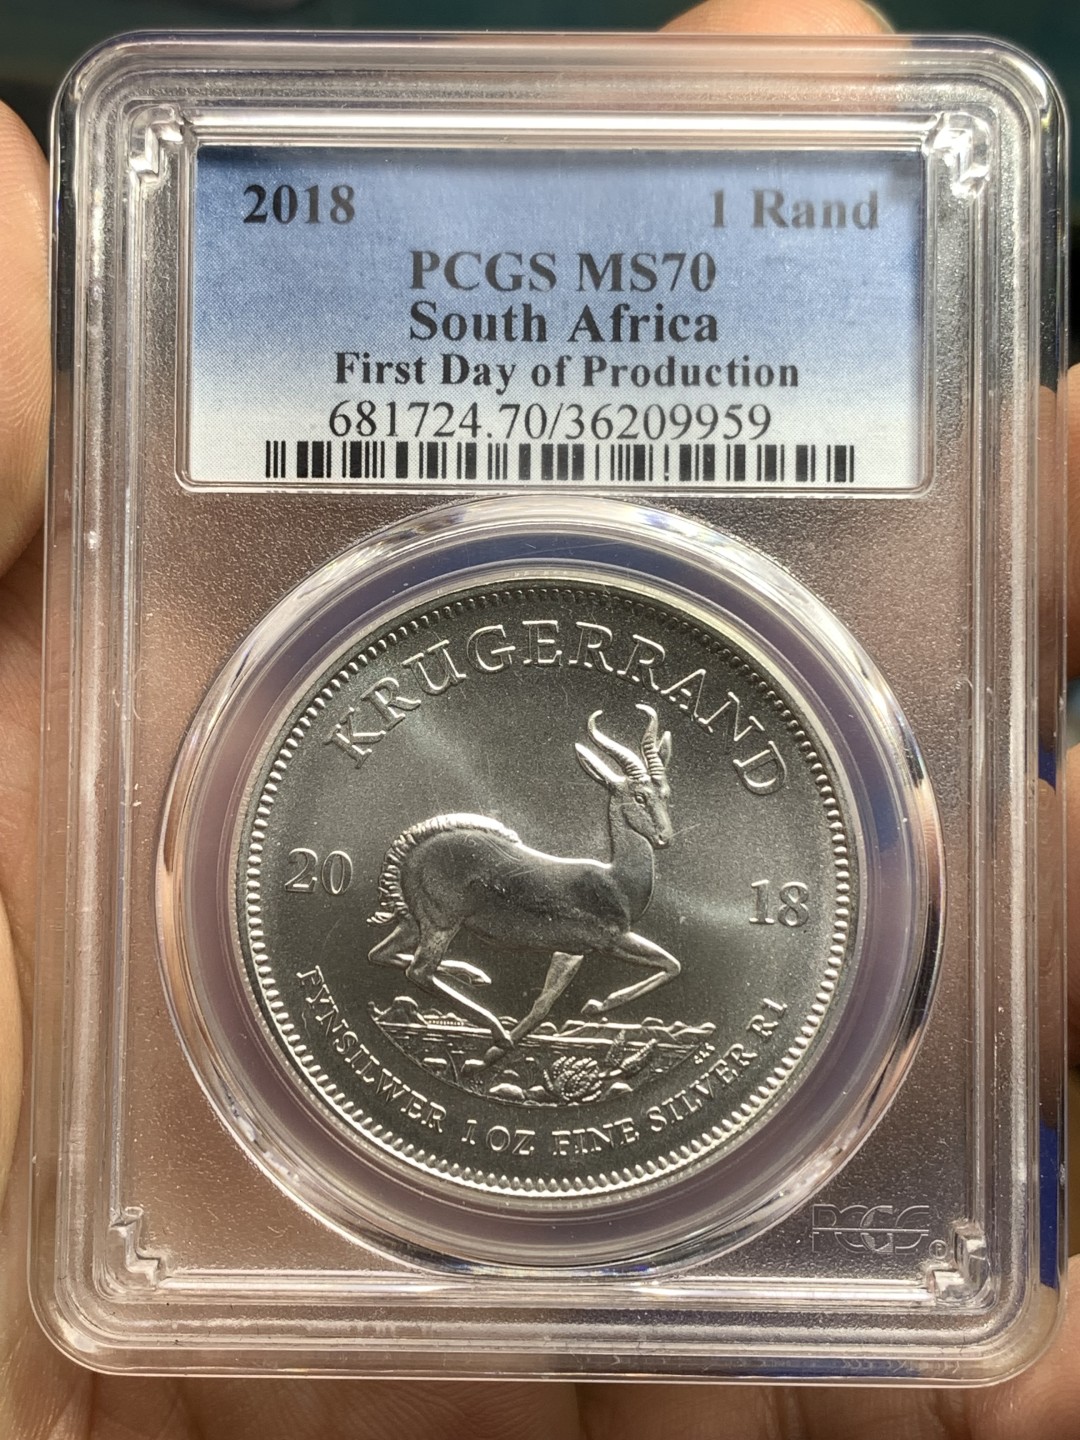 2018 1 Rand
PCGS MS70
South Africa
First Day of Production
681724.70/36209959
KRUGERRAND
20 18
FYNSILWER 1 OZ FINE SILVER R1
PCGS